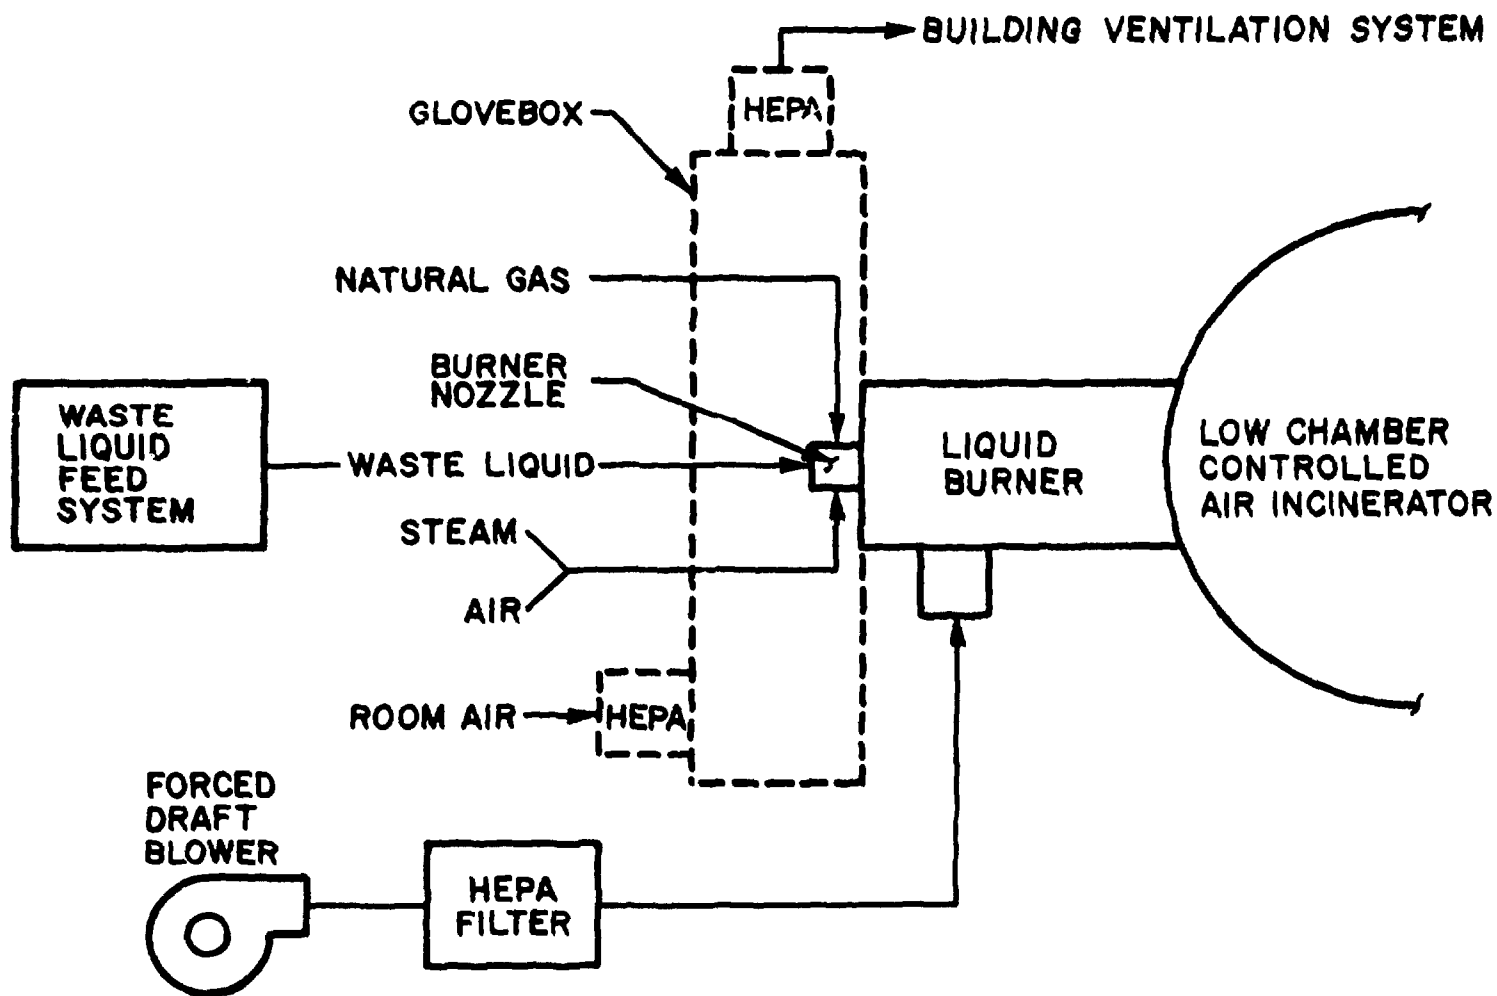 BUILDING VENTILATION SYSTEM
GLOVEBOX
HEPA
NATURAL GAS
BURNER
NOZZLE
WASTE
LIQUID
FEED
SYSTEM
WASTE LIQUID
LIQUID
BURNER
LOW CHAMBER
CONTROLLED
AIR INCINERATOR
STEAM
AIR
ROOM AIR
HEPA
FORCED
DRAFT
BLOWER
HEPA
FILTER